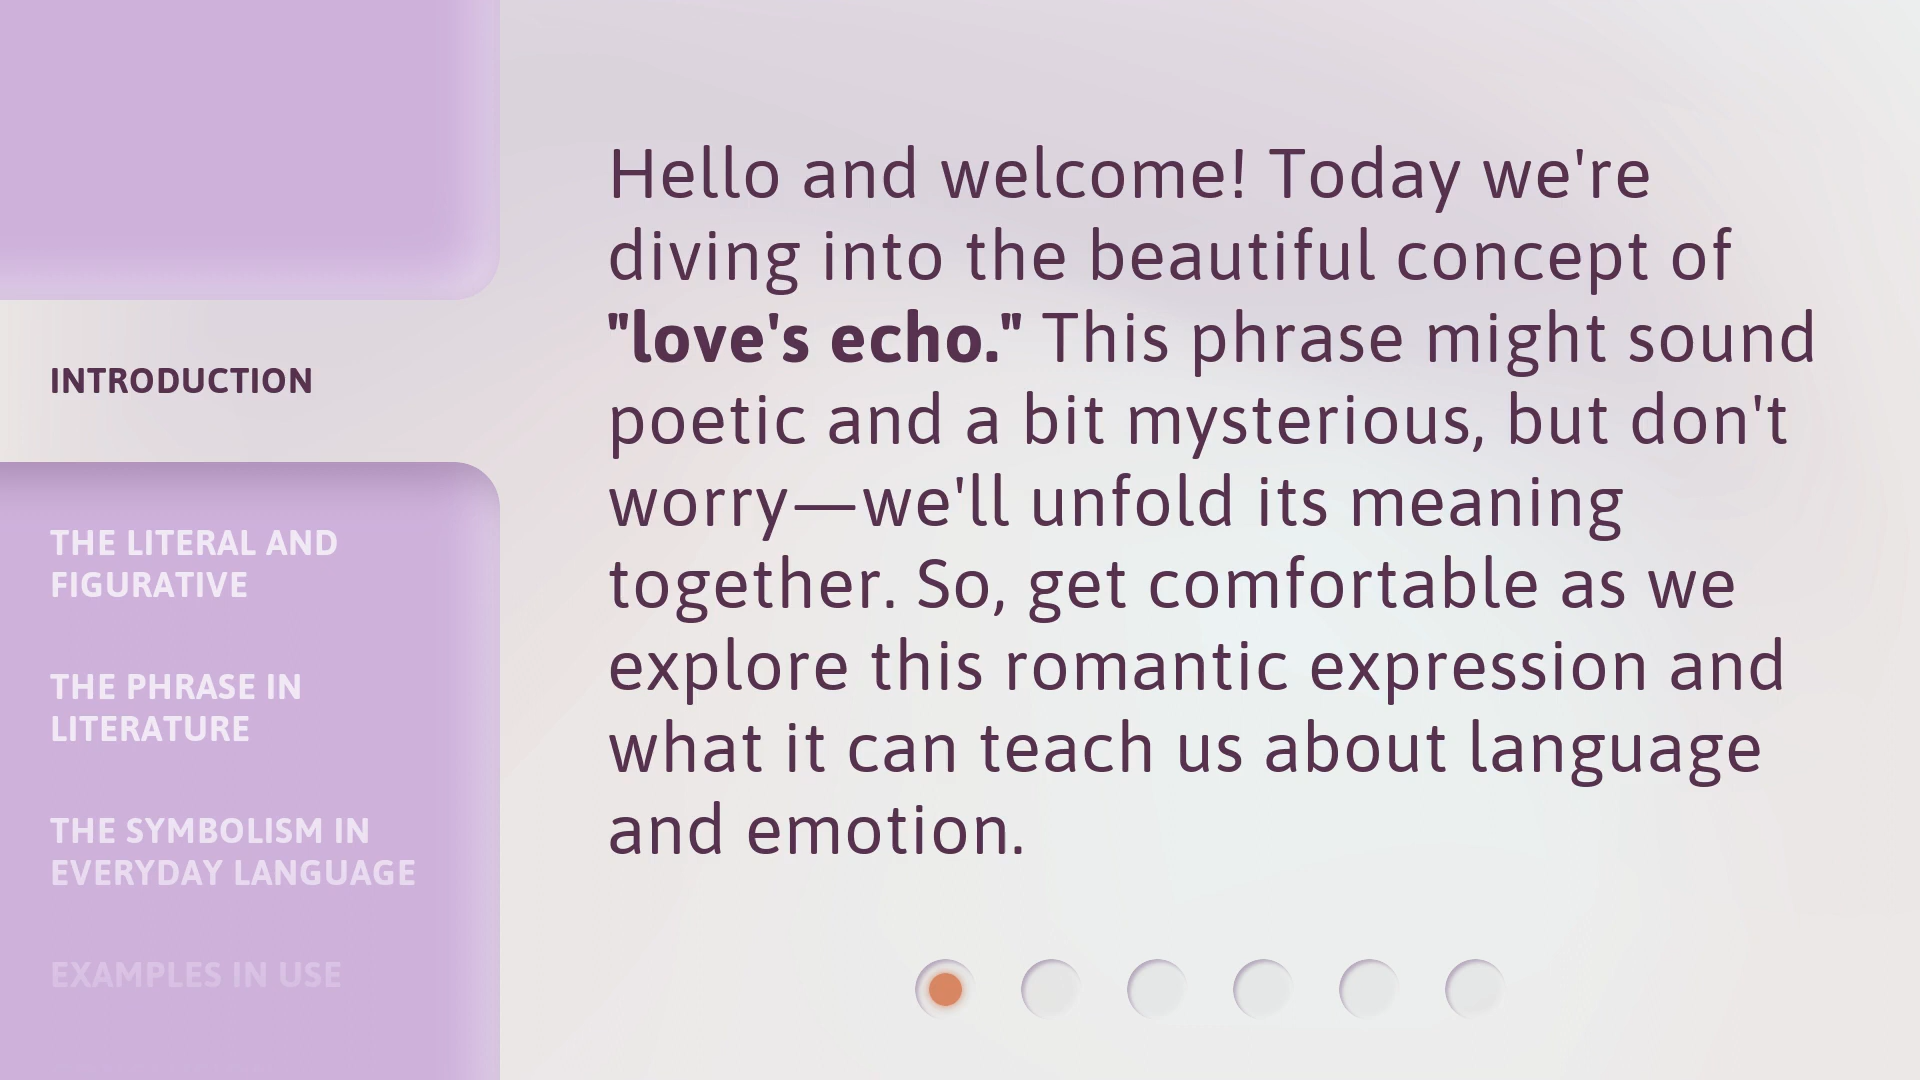 INTRODUCTION
THE LITERAL AND
FIGURATIVE
THE PHRASE IN
LITERATURE
THE SYMBOLISM IN
EVERYDAY LANGUAGE
EXAMPLES IN USE
Hello and welcome! Today we're
diving into the beautiful concept of
"love's echo." This phrase might sound
poetic and a bit mysterious, but don't
worry—we'll unfold its meaning
together. So, get comfortable as we
explore this romantic expression and
what it can teach us about language
and emotion.